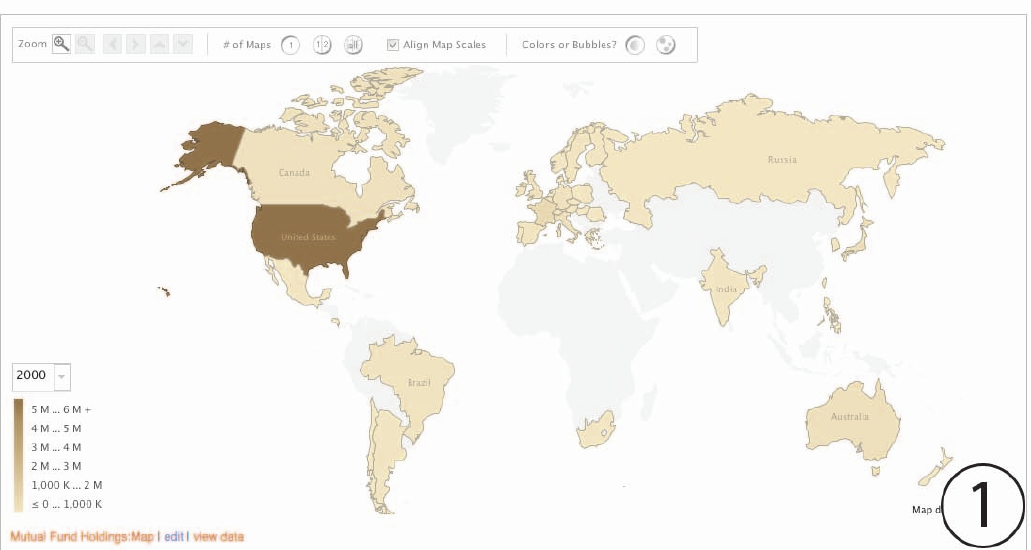 Zoom # of Maps 1 1|2 all Align Map Scales Colors or Bubbles?
Canada
Russia
United States
India
Brazil
Australia
2000
5 M ... 6 M +
4 M ... 5 M
3 M ... 4 M
2 M ... 3 M
1,000 K ... 2 M
≤ 0 ... 1,000 K
Map d
1
Mutual Fund Holdings:Map | edit | view data